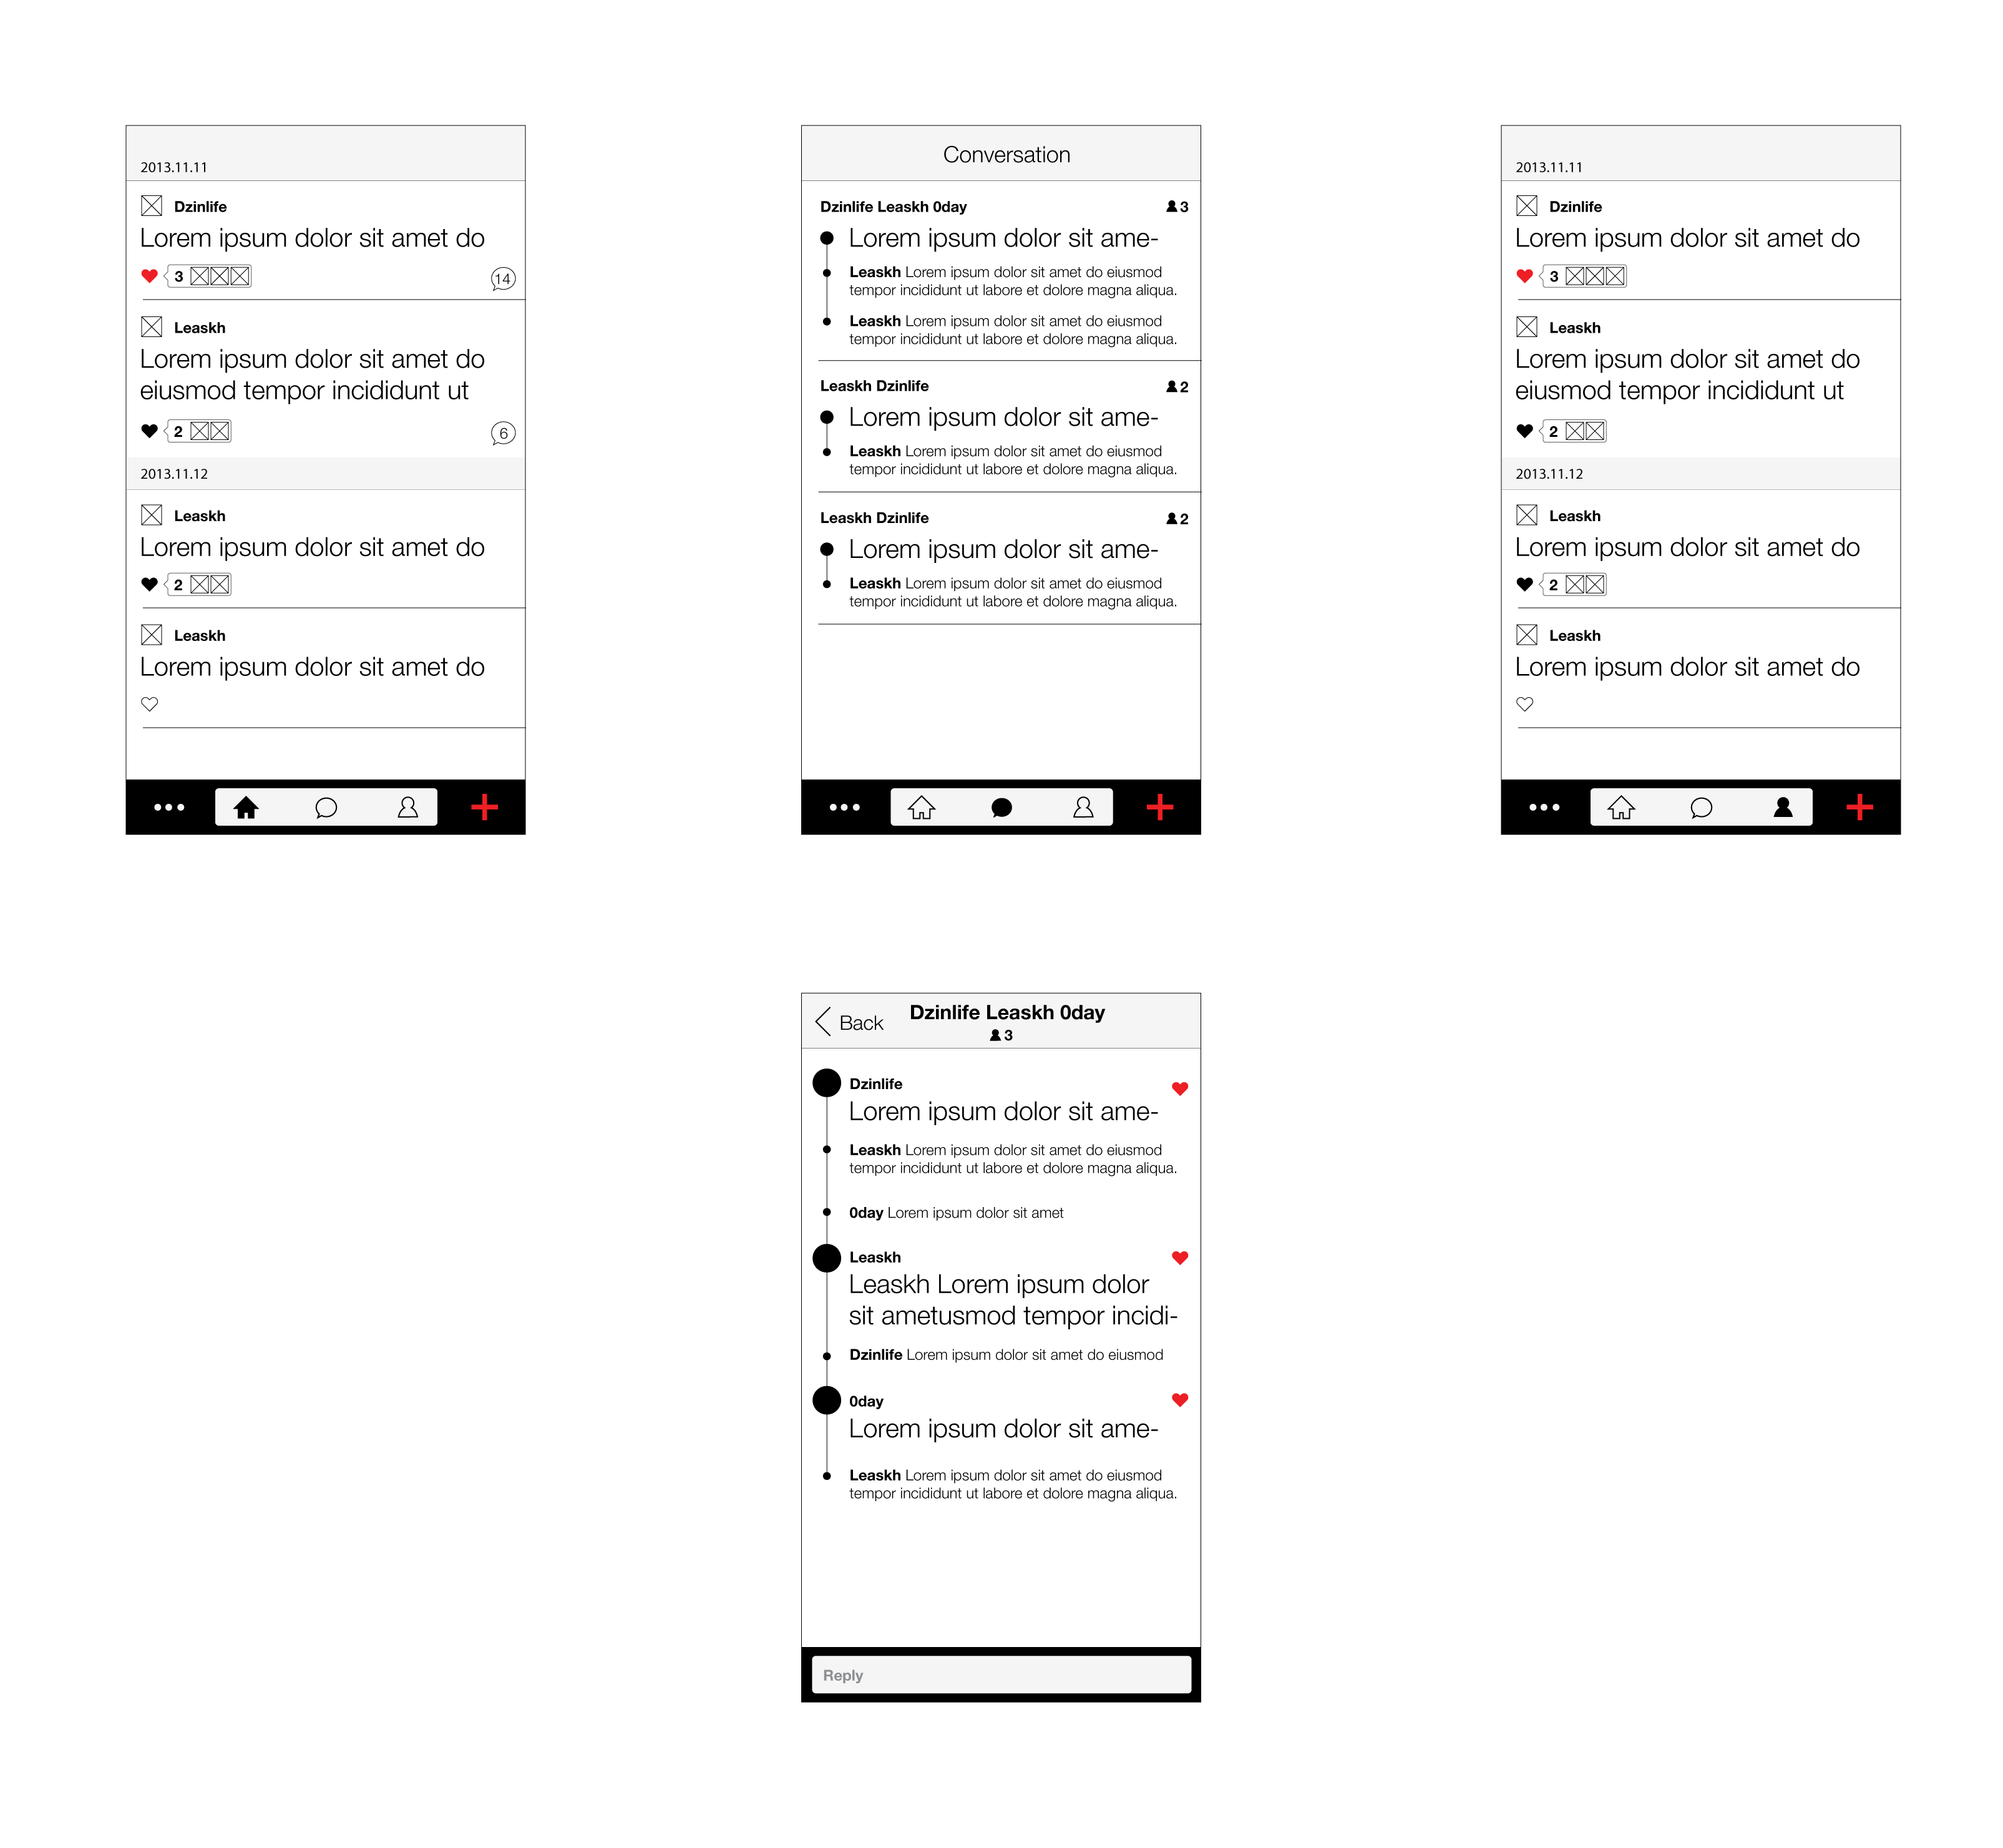 2013.11.11
Dzinlife
Lorem ipsum dolor sit amet do
3
14
Leaskh
Lorem ipsum dolor sit amet do
eiusmod tempor incididunt ut
2
6
2013.11.12
Leaskh
Lorem ipsum dolor sit amet do
2
Leaskh
Lorem ipsum dolor sit amet do
Conversation
Dzinlife Leaskh 0day
3
Lorem ipsum dolor sit ame-
Leaskh Lorem ipsum dolor sit amet do eiusmod
tempor incididunt ut labore et dolore magna aliqua.
Leaskh Lorem ipsum dolor sit amet do eiusmod
tempor incididunt ut labore et dolore magna aliqua.
Leaskh Dzinlife
2
Lorem ipsum dolor sit ame-
Leaskh Lorem ipsum dolor sit amet do eiusmod
tempor incididunt ut labore et dolore magna aliqua.
Leaskh Dzinlife
2
Lorem ipsum dolor sit ame-
Leaskh Lorem ipsum dolor sit amet do eiusmod
tempor incididunt ut labore et dolore magna aliqua.
2013.11.11
Dzinlife
Lorem ipsum dolor sit amet do
3
Leaskh
Lorem ipsum dolor sit amet do
eiusmod tempor incididunt ut
2
2013.11.12
Leaskh
Lorem ipsum dolor sit amet do
2
Leaskh
Lorem ipsum dolor sit amet do
Back
Dzinlife Leaskh 0day
3
Dzinlife
Lorem ipsum dolor sit ame-
Leaskh Lorem ipsum dolor sit amet do eiusmod
tempor incididunt ut labore et dolore magna aliqua.
0day Lorem ipsum dolor sit amet
Leaskh
Leaskh Lorem ipsum dolor
sit ametusmod tempor incidi-
Dzinlife Lorem ipsum dolor sit amet do eiusmod
0day
Lorem ipsum dolor sit ame-
Leaskh Lorem ipsum dolor sit amet do eiusmod
tempor incididunt ut labore et dolore magna aliqua.
Reply